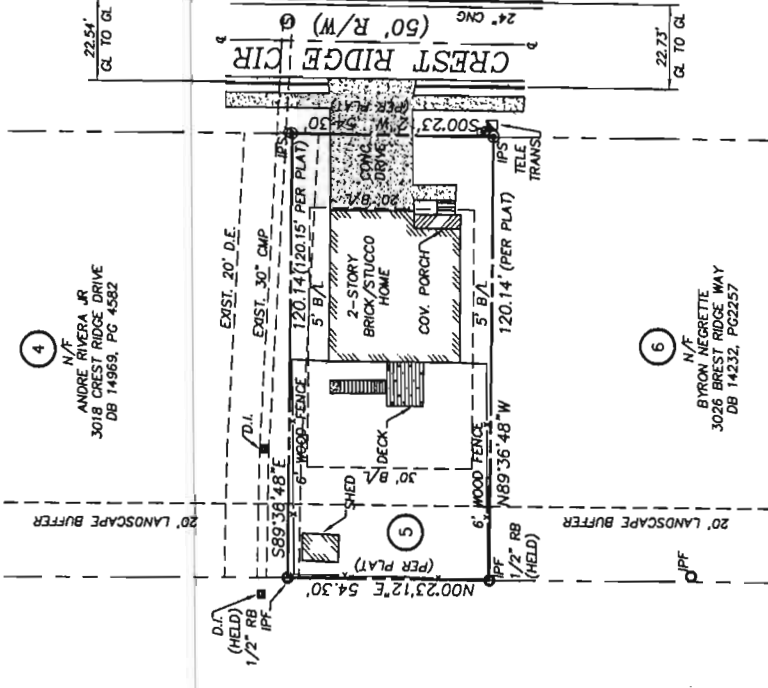 22.54'
GL TO GL
24" CNG
(50' R/W)
CREST RIDGE CIR
22.73'
GL TO GL
G
G
(PER PLAT)
S00°23'12"W 54.30'
IPS
IPS
TELE
TRANS.
CONC.
DRIVE
20' B/L
EXIST. 20' D.E.
EXIST. 30" CMP
120.14'(120.15' PER PLAT)
5' B/L
2-STORY
BRICK/STUCCO
HOME
COV. PORCH
5' B/L
120.14' (PER PLAT)
4
N/F
ANDRE RIVERA JR
3018 CREST RIDGE DRIVE
DB 14969, PG 4582
6
N/F
BYRON NEGRETTE
3026 BREST RIDGE WAY
DB 14232, PG2257
D.I.
6' WOOD FENCE
S89°36'48"E
DECK
30' B/L
6' WOOD FENCE
N89°36'48"W
20' LANDSCAPE BUFFER
SHED
5
(PER PLAT)
N00°23'12"E 54.30'
20' LANDSCAPE BUFFER
D.I.
(HELD)
1/2" RB
IPF
IPF
1/2" RB
(HELD)
IPF